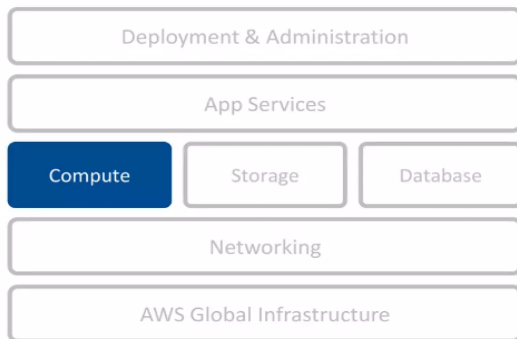 Deployment & Administration
App Services
Compute Storage Database
Networking
AWS Global Infrastructure